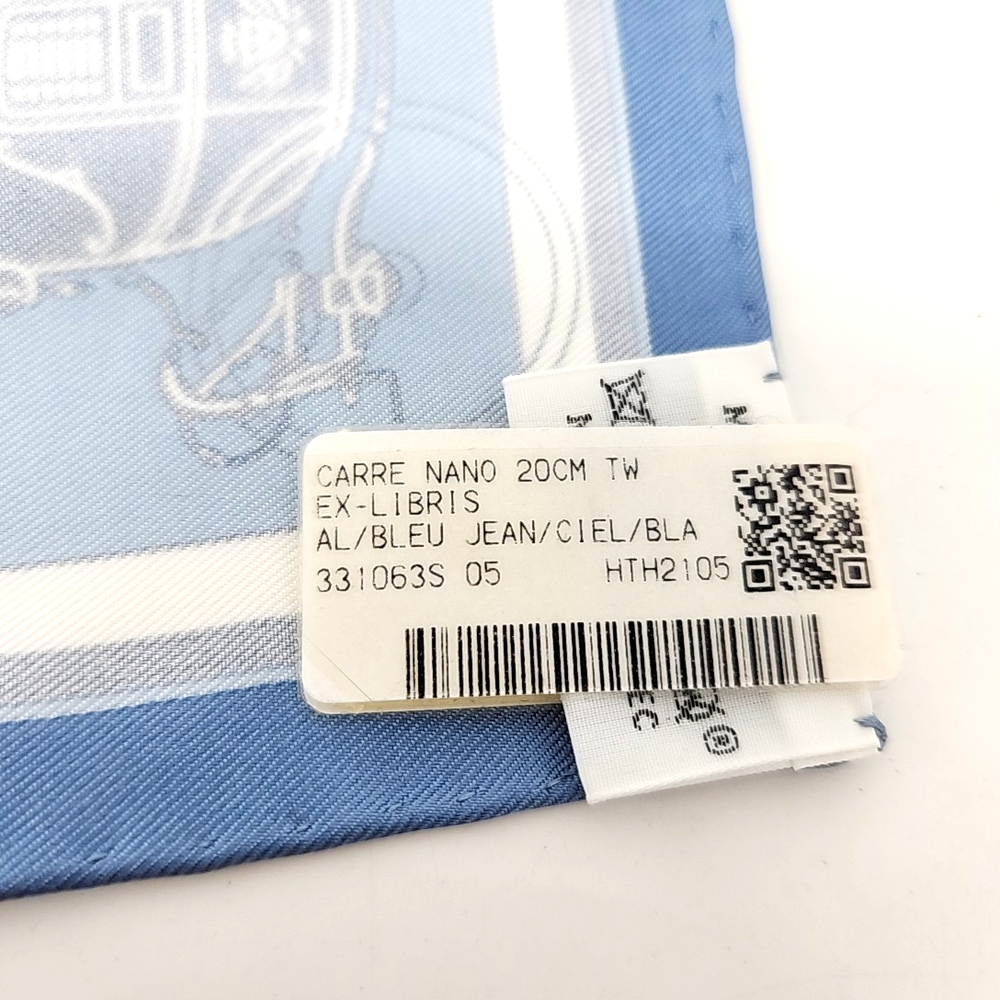 CARRE NANO 20CM TW
EX-LIBRIS
AL/BLEU JEAN/CIEL/BLA
331063S 05 HTH2105